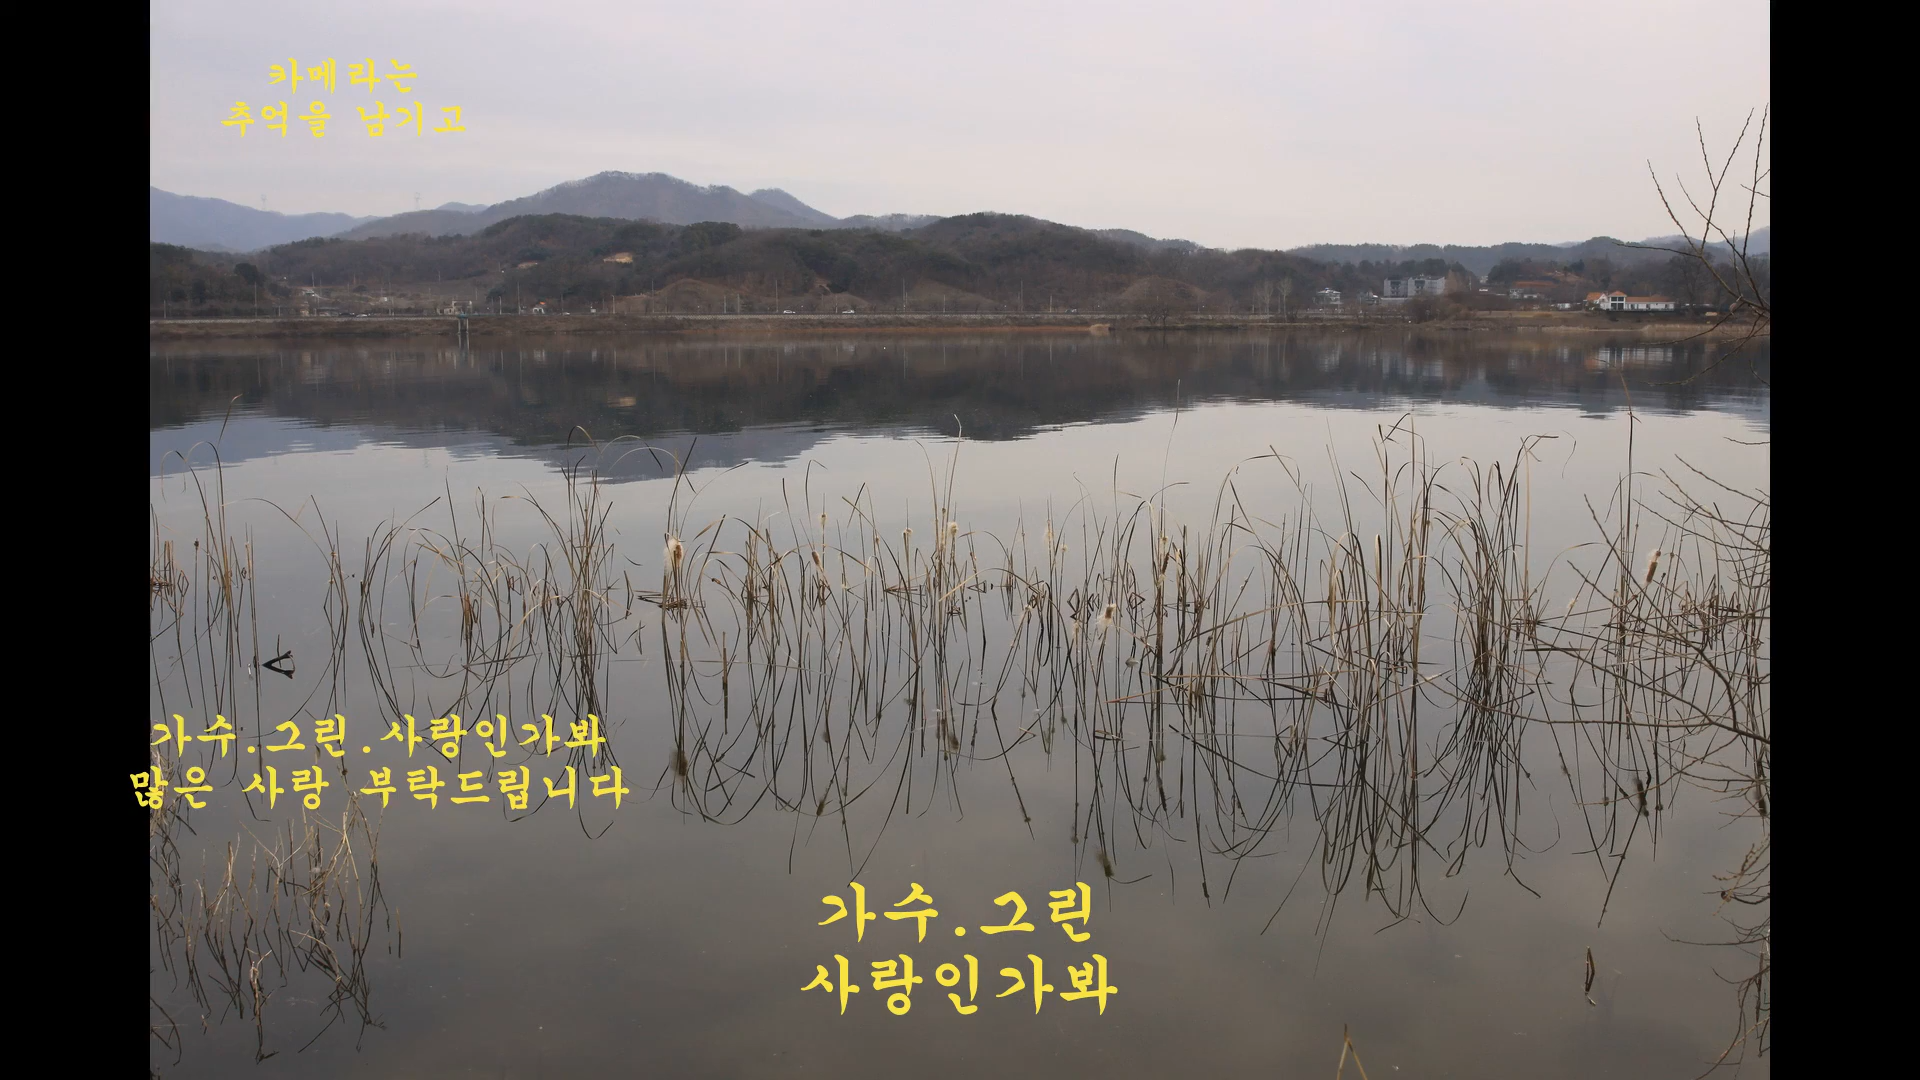 카메라는
추억을 남기고
가수.그린.사랑인가봐
많은 사랑 부탁드립니다
가수.그린
사랑인가봐